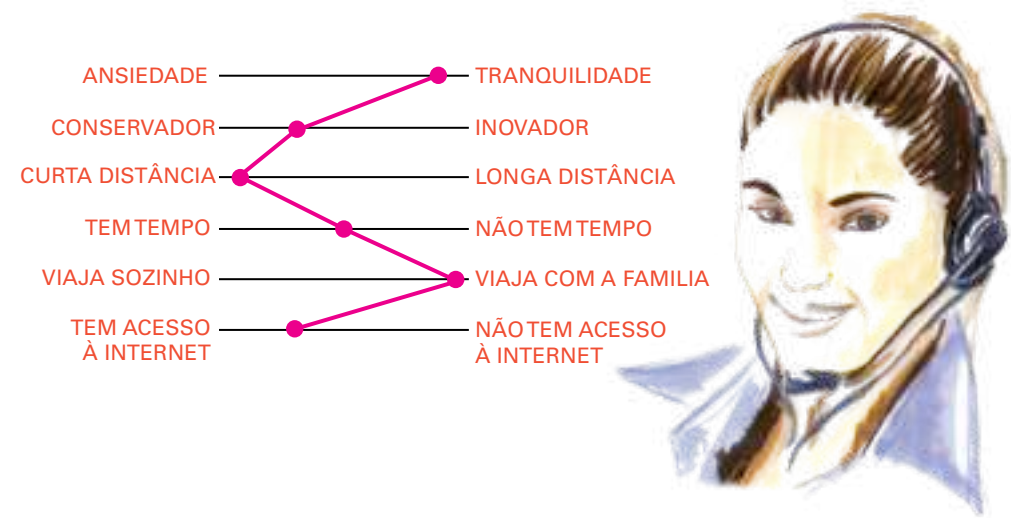 ANSIEDADE TRANQUILIDADE
CONSERVADOR INOVADOR
CURTA DISTÂNCIA LONGA DISTÂNCIA
TEM TEMPO NÃO TEM TEMPO
VIAJA SOZINHO VIAJA COM A FAMILIA
TEM ACESSO NÃO TEM ACESSO
À INTERNET À INTERNET